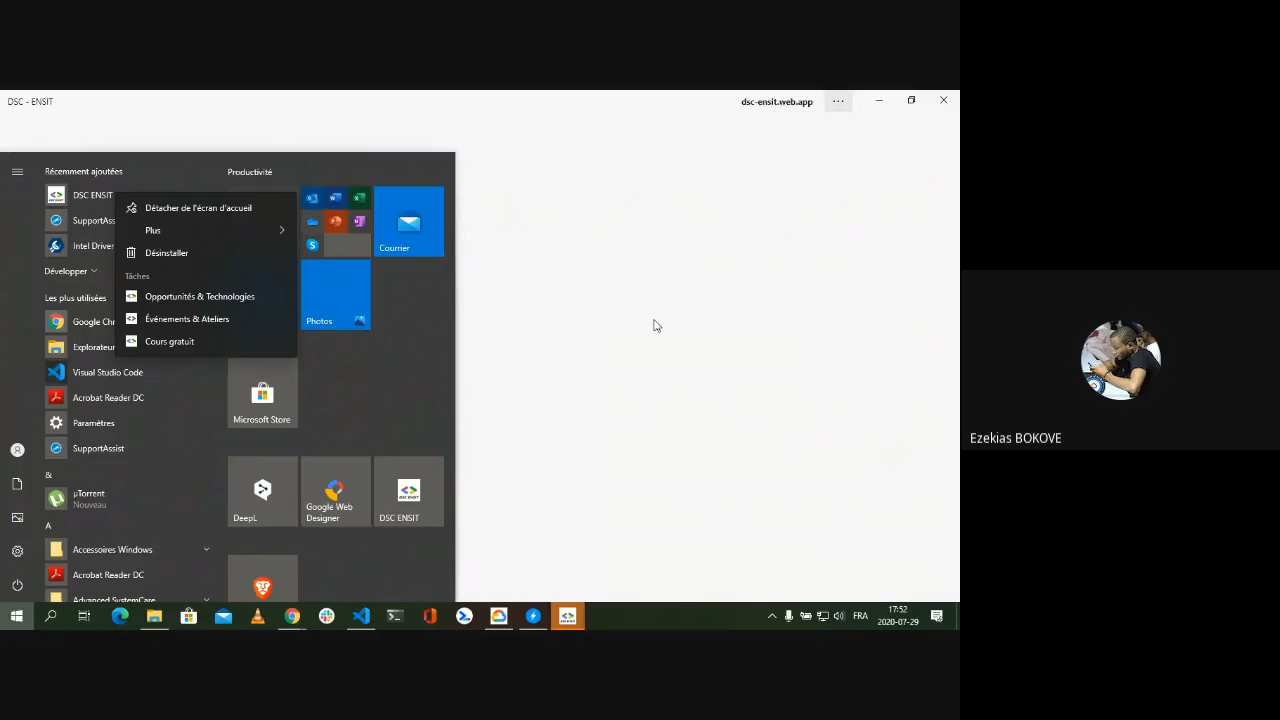 DSC - ENSIT
dsc-ensit.web.app
Récemment ajoutées
Productivité
DSC ENSIT
Détacher de l'écran d'accueil
SupportAss
Plus
Intel Driver
Désinstaller
Courrier
Développer
Tâches
Les plus utilisées
Opportunités & Technologies
Google Chr
Événements & Ateliers
Photos
Explorateur
Cours gratuit
Visual Studio Code
Acrobat Reader DC
Microsoft Store
Paramètres
SupportAssist
&
µTorrent
Nouveau
DeepL
Google Web
Designer
DSC ENSIT
A
Accessoires Windows
Acrobat Reader DC
Advanced SystemCare
FRA
17:52
2020-07-29
Ezekias BOKOVE